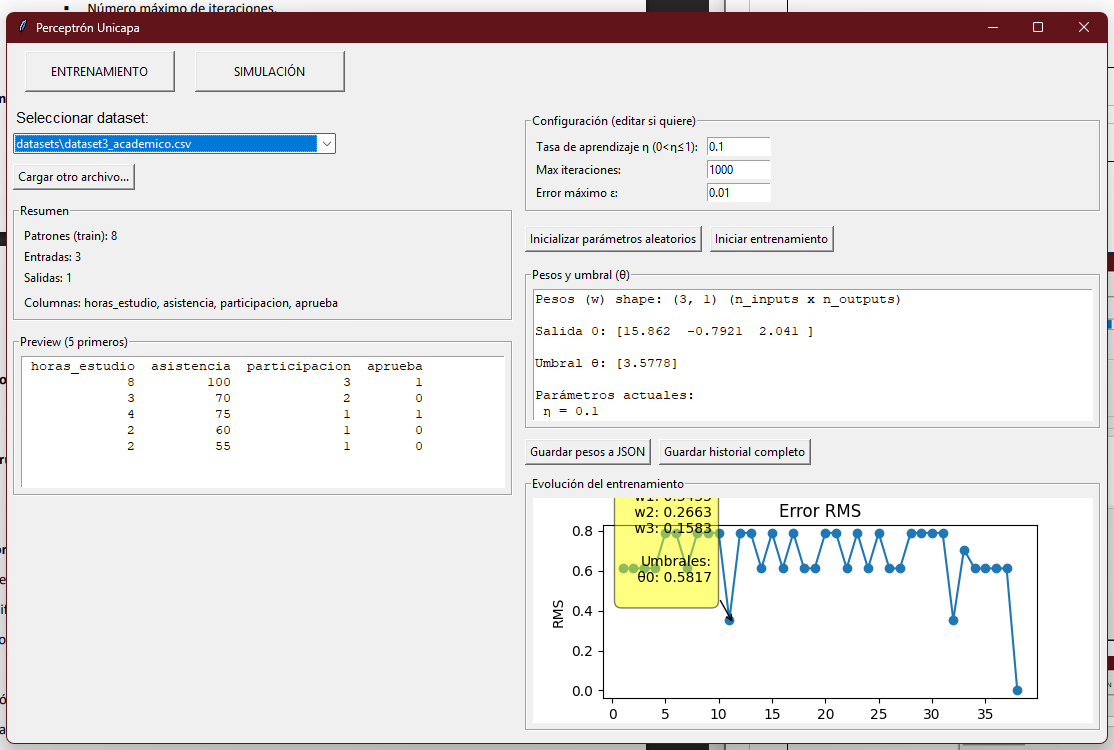 Número máximo de iteraciones.
Perceptrón Unicapa
ENTRENAMIENTO
SIMULACIÓN
Seleccionar dataset:
datasets\dataset3_academico.csv
Cargar otro archivo...
Resumen
Patrones (train): 8
Entradas: 3
Salidas: 1
Columnas: horas_estudio, asistencia, participacion, aprueba
Preview (5 primeros)
horas_estudio asistencia participacion aprueba
8 100 3 1
3 70 2 0
4 75 1 1
2 60 1 0
2 55 1 0
Configuración (editar si quiere)
Tasa de aprendizaje η (0<η≤1): 0.1
Max iteraciones: 1000
Error máximo ε: 0.01
Inicializar parámetros aleatorios
Iniciar entrenamiento
Pesos y umbral (θ)
Pesos (w) shape: (3, 1) (n_inputs x n_outputs)
Salida 0: [15.862 -0.7921 2.041 ]
Umbral θ: [3.5778]
Parámetros actuales:
η = 0.1
Guardar pesos a JSON
Guardar historial completo
Evolución del entrenamiento
Error RMS
w2: 0.2663
w3: 0.1583
Umbrales:
θ0: 0.5817
RMS
0.8
0.6
0.4
0.2
0.0
0 5 10 15 20 25 30 35